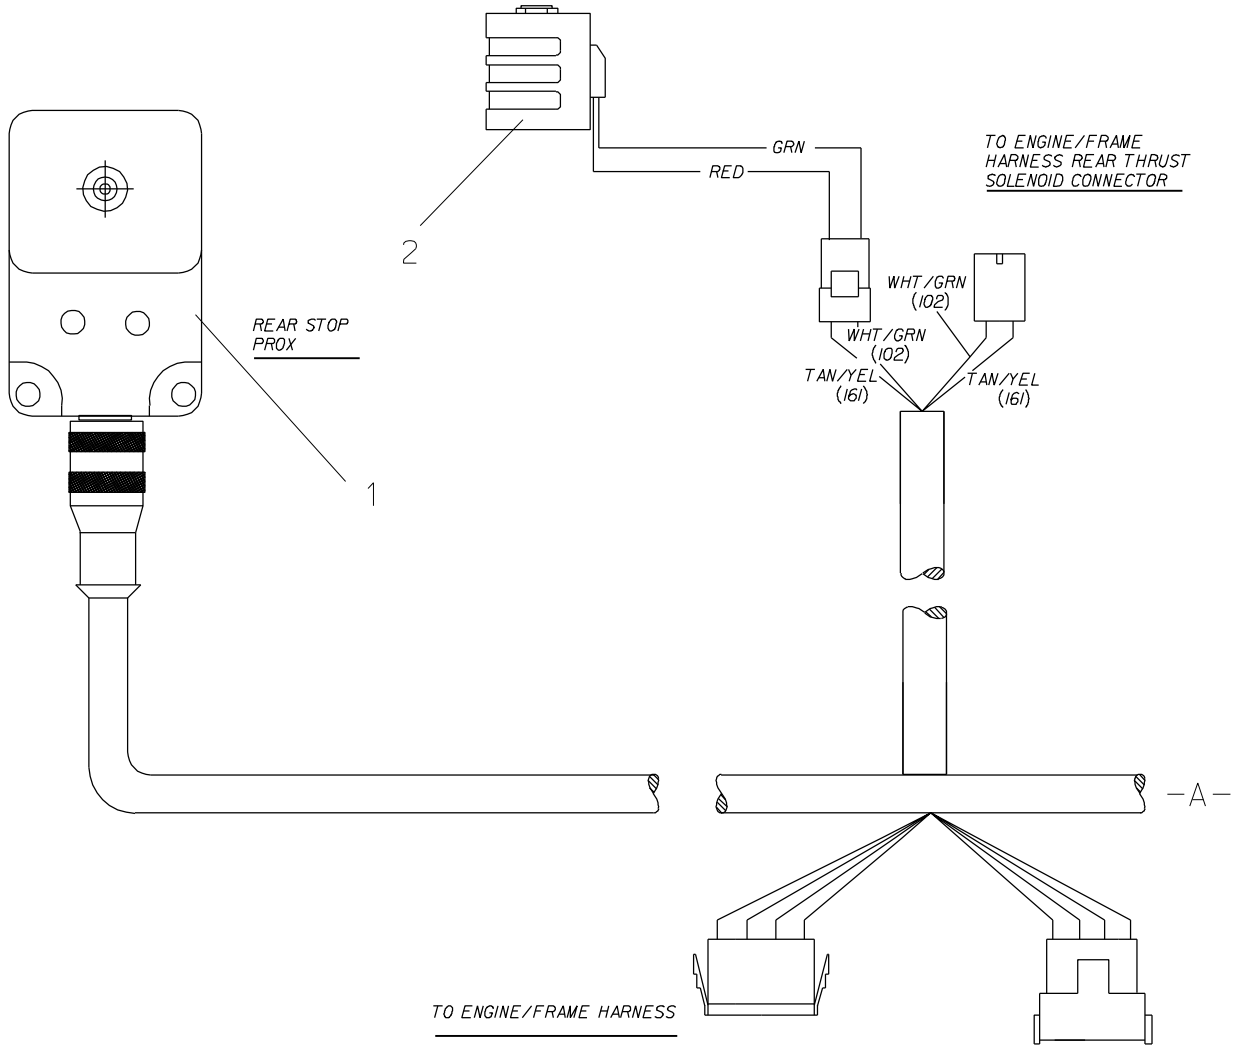 GRN
RED
TO ENGINE/FRAME
HARNESS REAR THRUST
SOLENOID CONNECTOR
2
WHT/GRN
(102)
REAR STOP
PROX
WHT/GRN
(102)
TAN/YEL
(161)
TAN/YEL
(161)
1
-A-
TO ENGINE/FRAME HARNESS